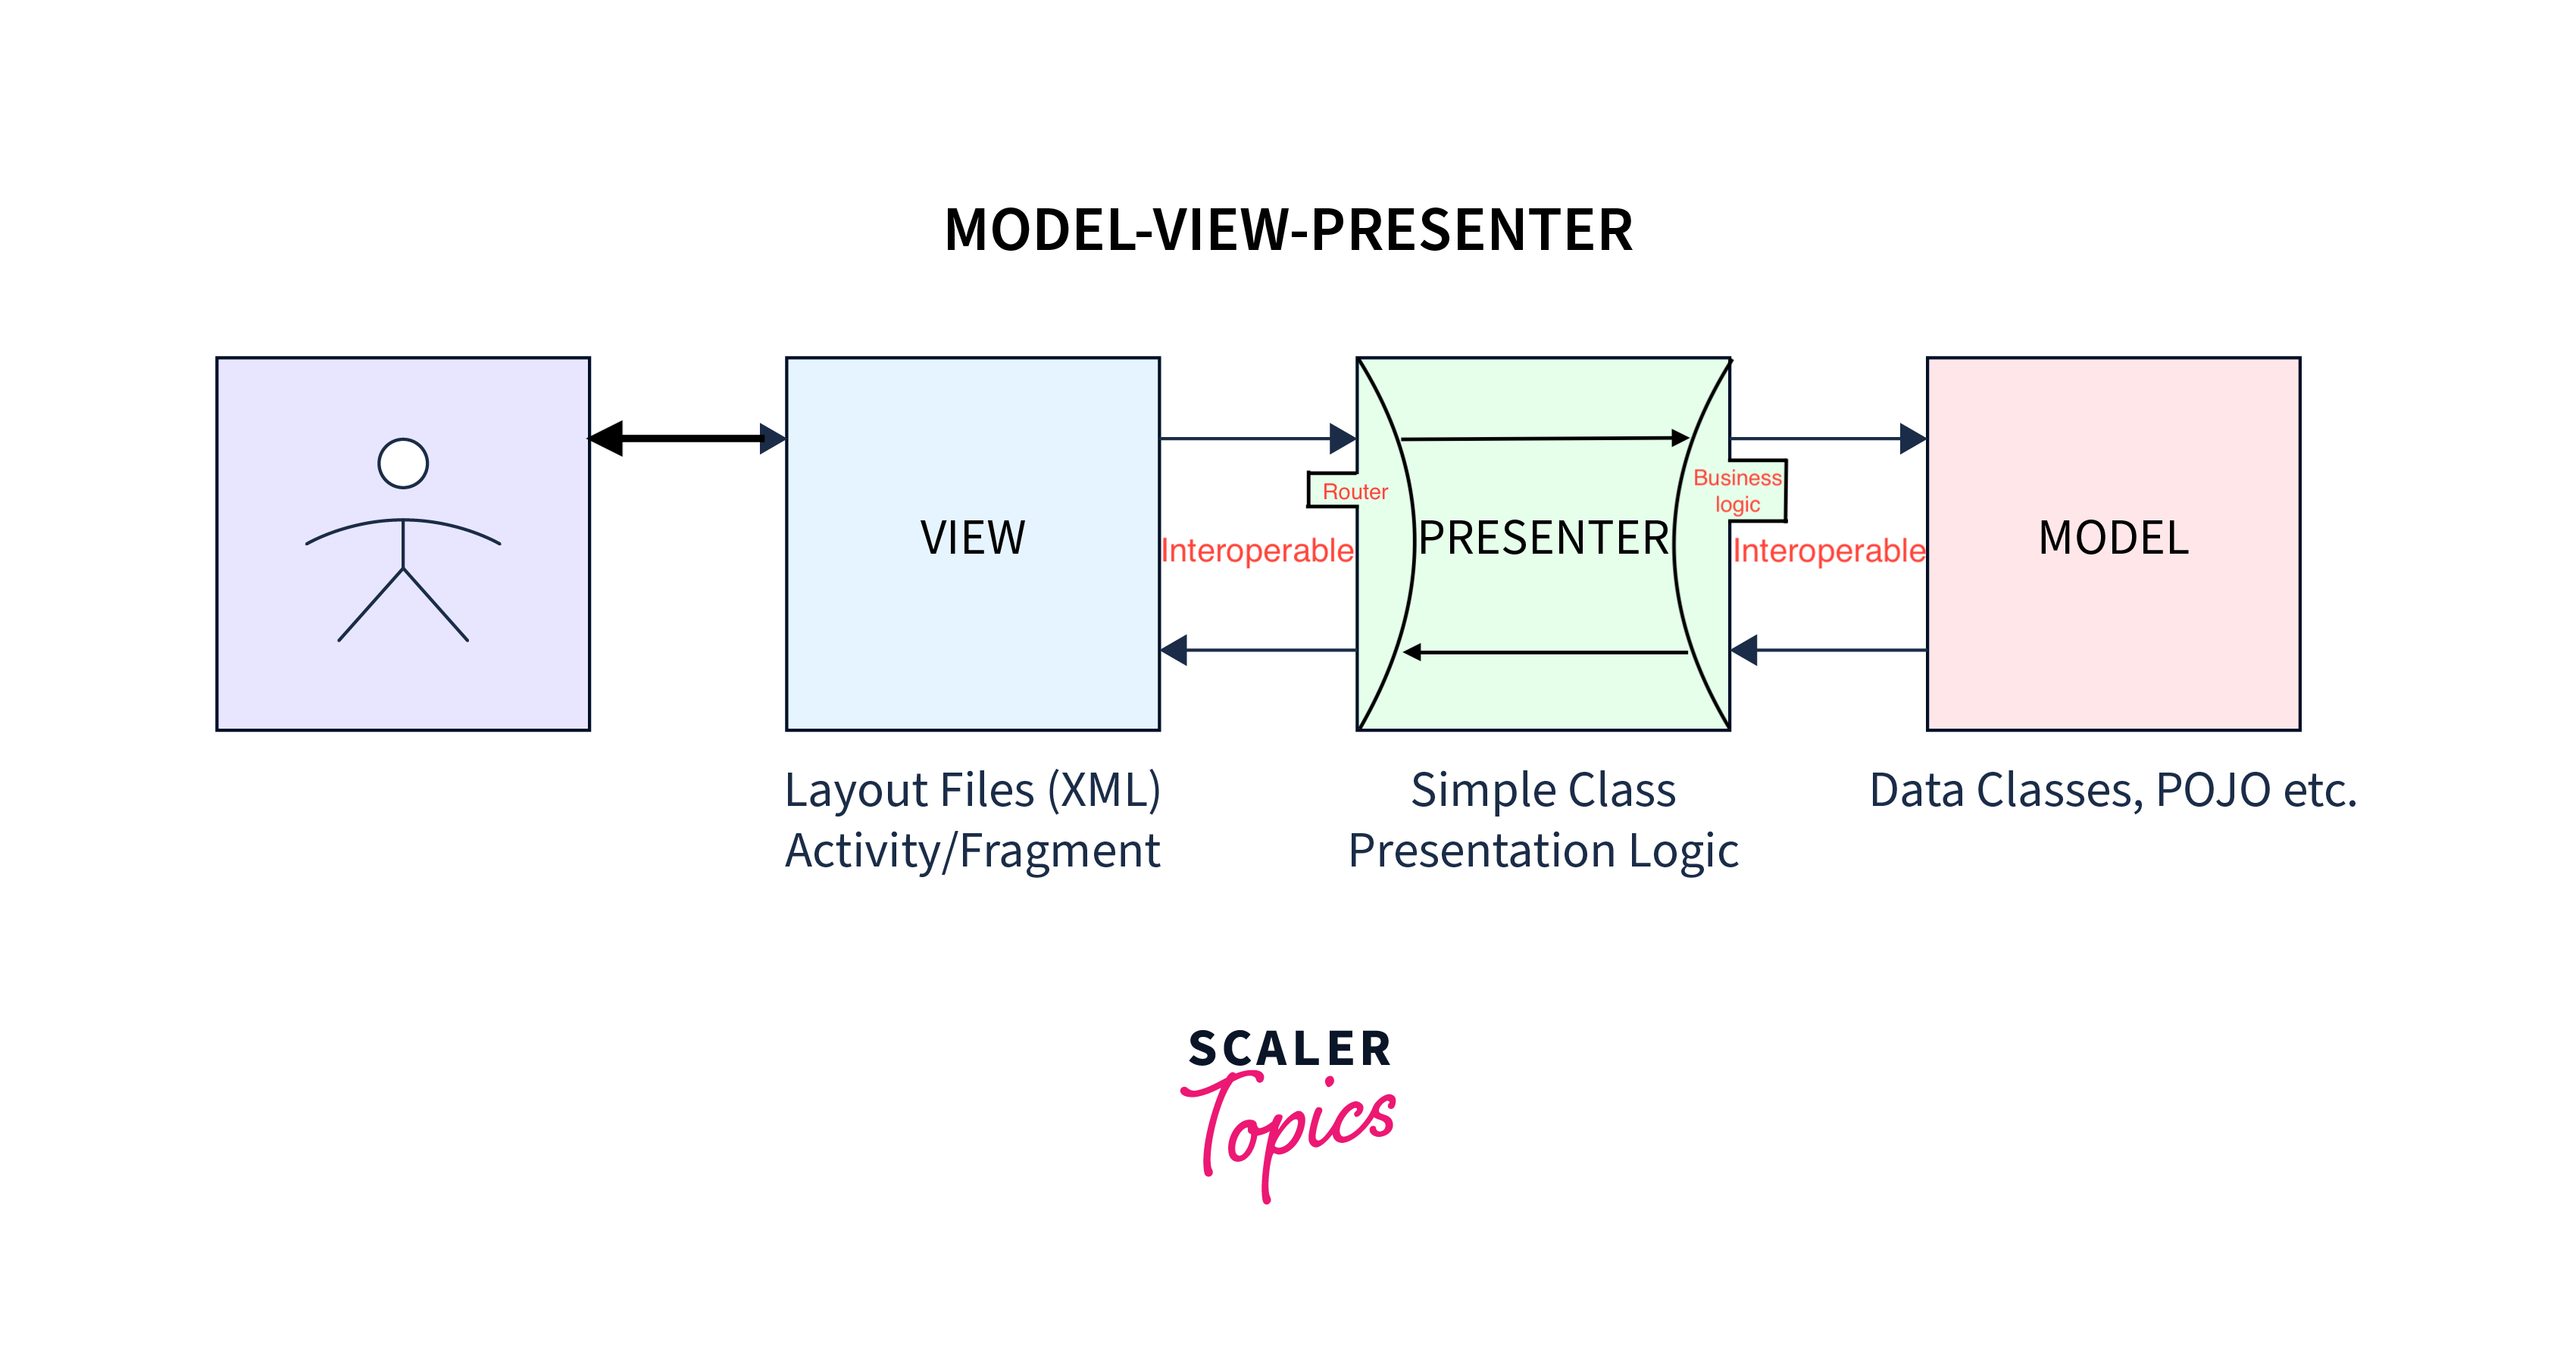 MODEL-VIEW-PRESENTER
VIEW
Interoperable
Router
PRESENTER
Business
logic
Interoperable
MODEL
Layout Files (XML)
Activity/Fragment
Simple Class
Presentation Logic
Data Classes, POJO etc.
SCALER
Topics